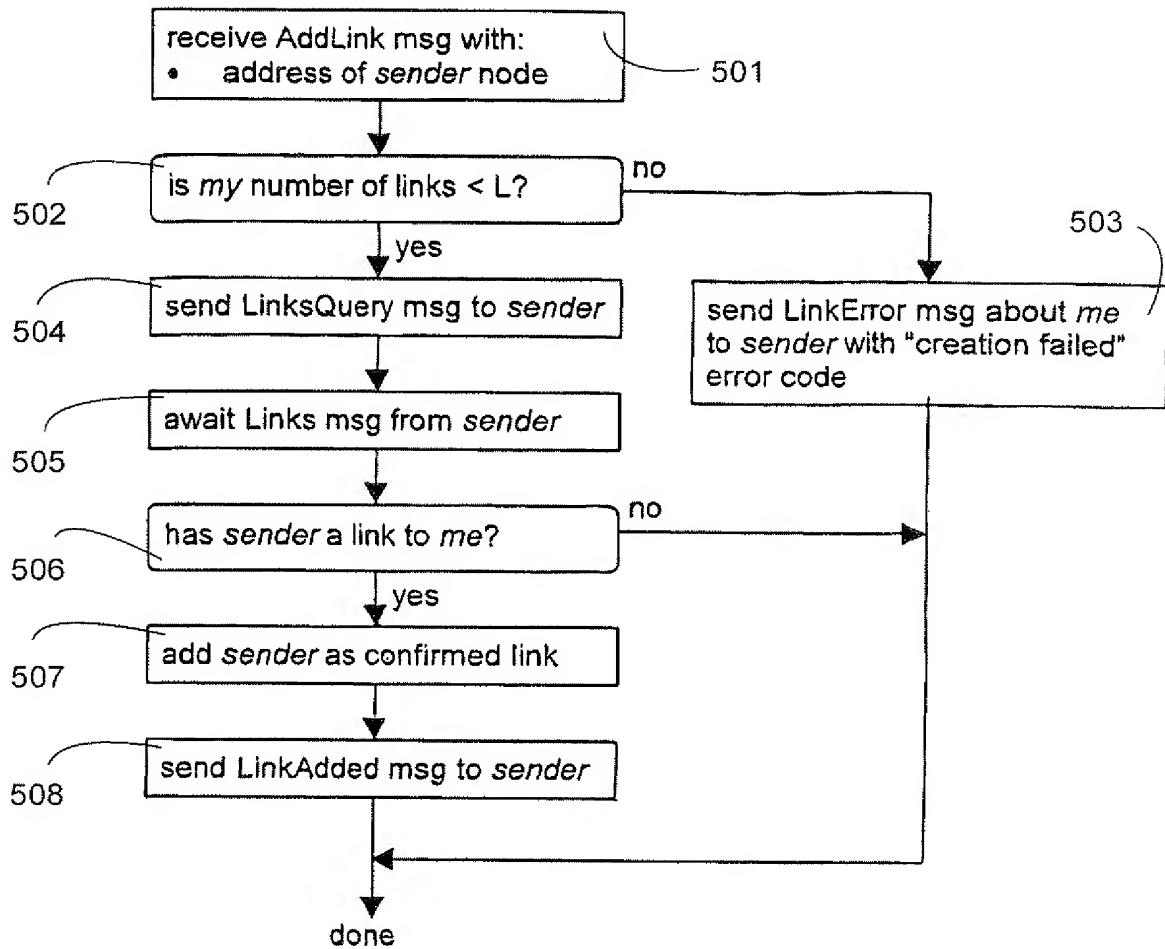 receive AddLink msg with:
• address of sender node
501
is my number of links < L?
no
502
yes
503
send LinksQuery msg to sender
504
send LinkError msg about me
to sender with "creation failed"
error code
await Links msg from sender
505
has sender a link to me?
no
506
yes
add sender as confirmed link
507
send LinkAdded msg to sender
508
done